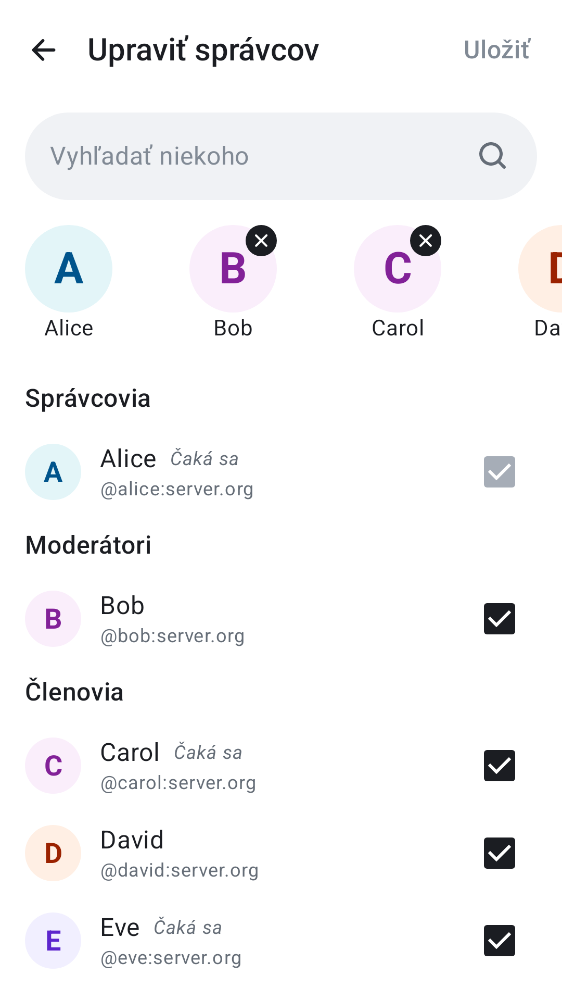 Upraviť správcov
Uložiť
Vyhľadať niekoho
A
B
C
Alice
Bob
Carol
Da
Správcovia
A
Alice Čaká sa
@alice:server.org
Moderátori
B
Bob
@bob:server.org
Členovia
C
Carol Čaká sa
@carol:server.org
D
David
@david:server.org
E
Eve Čaká sa
@eve:server.org